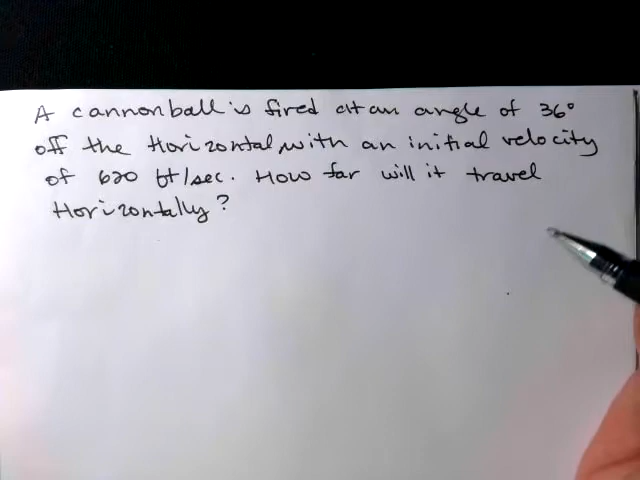 A cannonball is fired at an angle of 36°
off the Horizontal, with an initial velocity
of 620 ft/sec. How far will it travel
Horizontally?